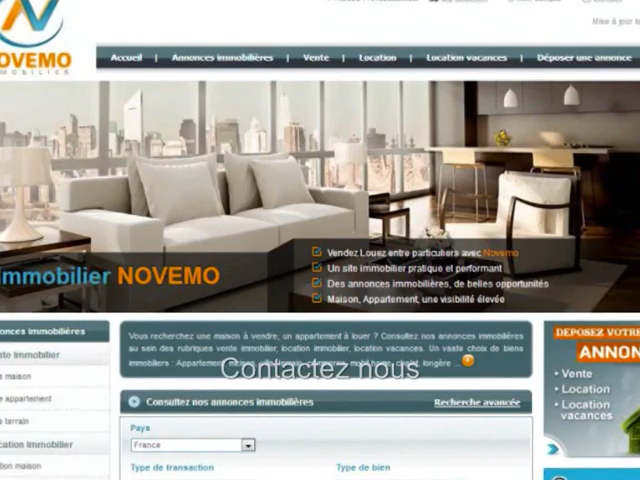 NOVEMO
Mise à jour
Accueil | Annonces immobilières | Vente | Location | Location vacances | Déposer une annonce
Vendez Louez entre particuliers avec Novemo
Un site immobilier pratique et performant
Des annonces immobilières, de belles opportunités
Maison, Appartement, une visibilité élevée
Immobilier NOVEMO
immobilières
immobilier
maison
appartement
terrain
immobilier
maison
Vous recherchez une maison à vendre, un appartement à louer ? Consultez nos annonces immobilières
au sein des rubriques vente immobilier, location immobilier, location vacances. Un vaste choix de biens
immobiliers : Appartement, longère ...
Contactez nous
Consultez nos annonces immobilières
Recherche avancée
Pays
France
Type de transaction
Type de bien
DEPOSEZ VOTRE
ANNON
• Vente
• Location
• Location
vacances